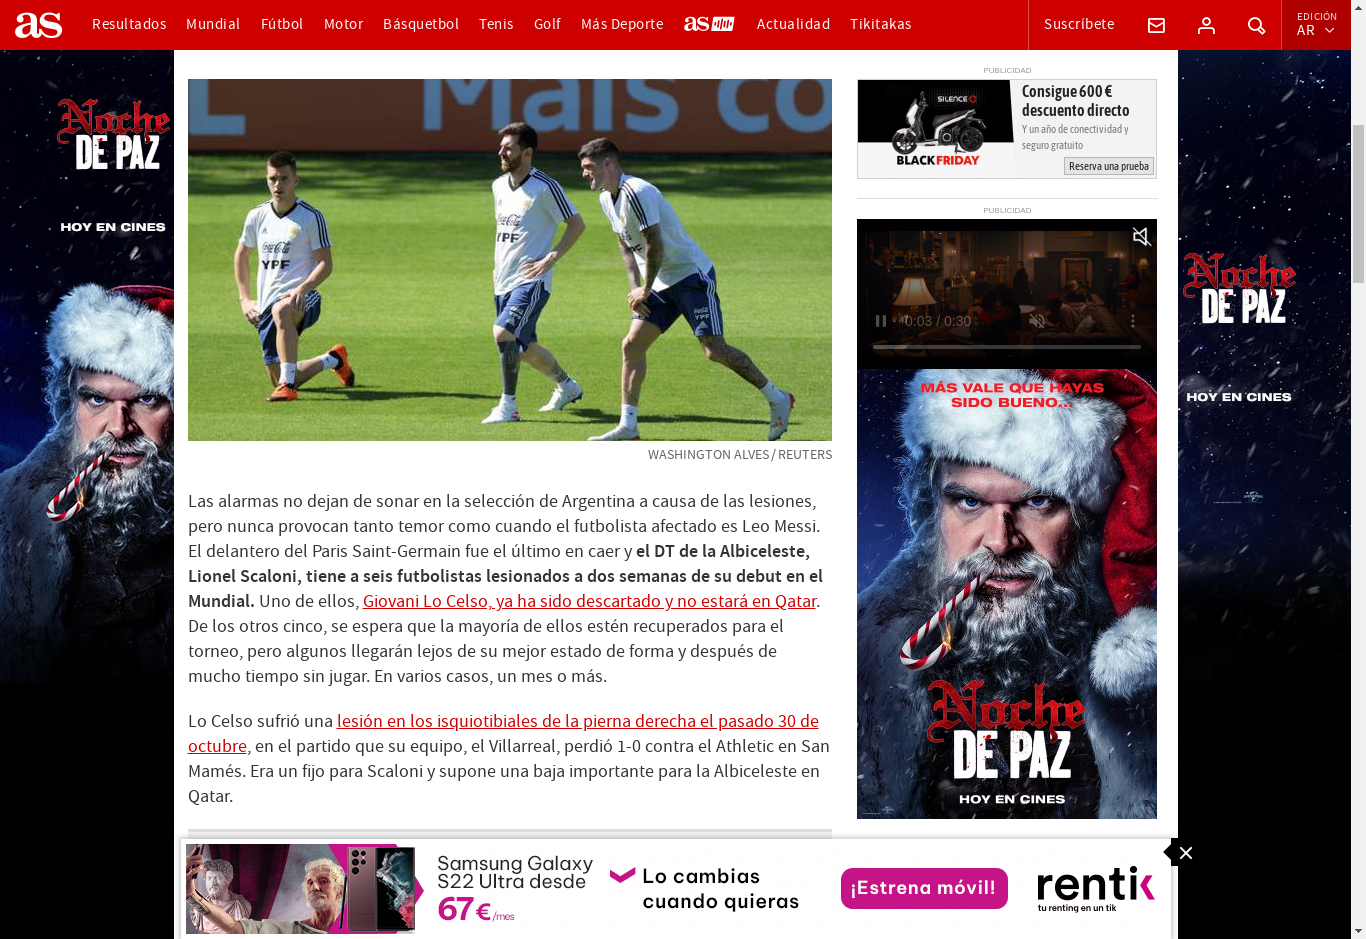 as
Resultados
Mundial
Fútbol
Motor
Básquetbol
Tenis
Golf
Más Deporte
as
Actualidad
Tikitakas
Suscríbete
EDICIÓN
AR
Noche
DE PAZ
HOY EN CINES
L
Mais co
YPF
YPF
WASHINGTON ALVES / REUTERS
Las alarmas no dejan de sonar en la selección de Argentina a causa de las lesiones,
pero nunca provocan tanto temor como cuando el futbolista afectado es Leo Messi.
El delantero del Paris Saint-Germain fue el último en caer y el DT de la Albiceleste,
Lionel Scaloni, tiene a seis futbolistas lesionados a dos semanas de su debut en el
Mundial. Uno de ellos, Giovani Lo Celso, ya ha sido descartado y no estará en Qatar.
De los otros cinco, se espera que la mayoría de ellos estén recuperados para el
torneo, pero algunos llegarán lejos de su mejor estado de forma y después de
mucho tiempo sin jugar. En varios casos, un mes o más.
Lo Celso sufrió una lesión en los isquiotibiales de la pierna derecha el pasado 30 de
octubre, en el partido que su equipo, el Villarreal, perdió 1-0 contra el Athletic en San
Mamés. Era un fijo para Scaloni y supone una baja importante para la Albiceleste en
Qatar.
PUBLICIDAD
SILENCE
BLACKFRIDAY
Consigue 600 €
descuento directo
Y un año de conectividad y
seguro gratuito
Reserva una prueba
PUBLICIDAD
0:03 / 0:30
MÁS VALE QUE HAYAS
SIDO BUENO...
Noche
DE PAZ
HOY EN CINES
Noche
DE PAZ
HOY EN CINES
Samsung Galaxy
S22 Ultra desde
67€/mes
Lo cambias
cuando quieras
¡Estrena móvil!
rentik
tu renting en un tik